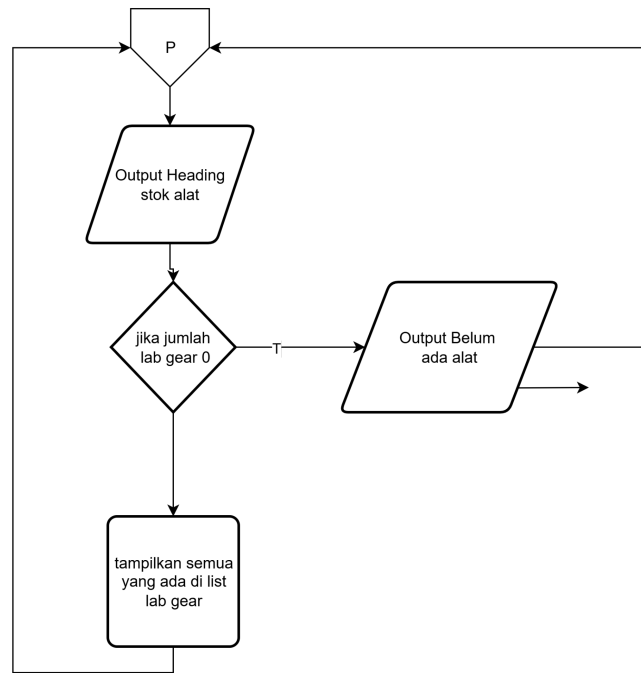 P
Output Heading
stok alat
jika jumlah
lab gear 0
T
Output Belum
ada alat
tampilkan semua
yang ada di list
lab gear